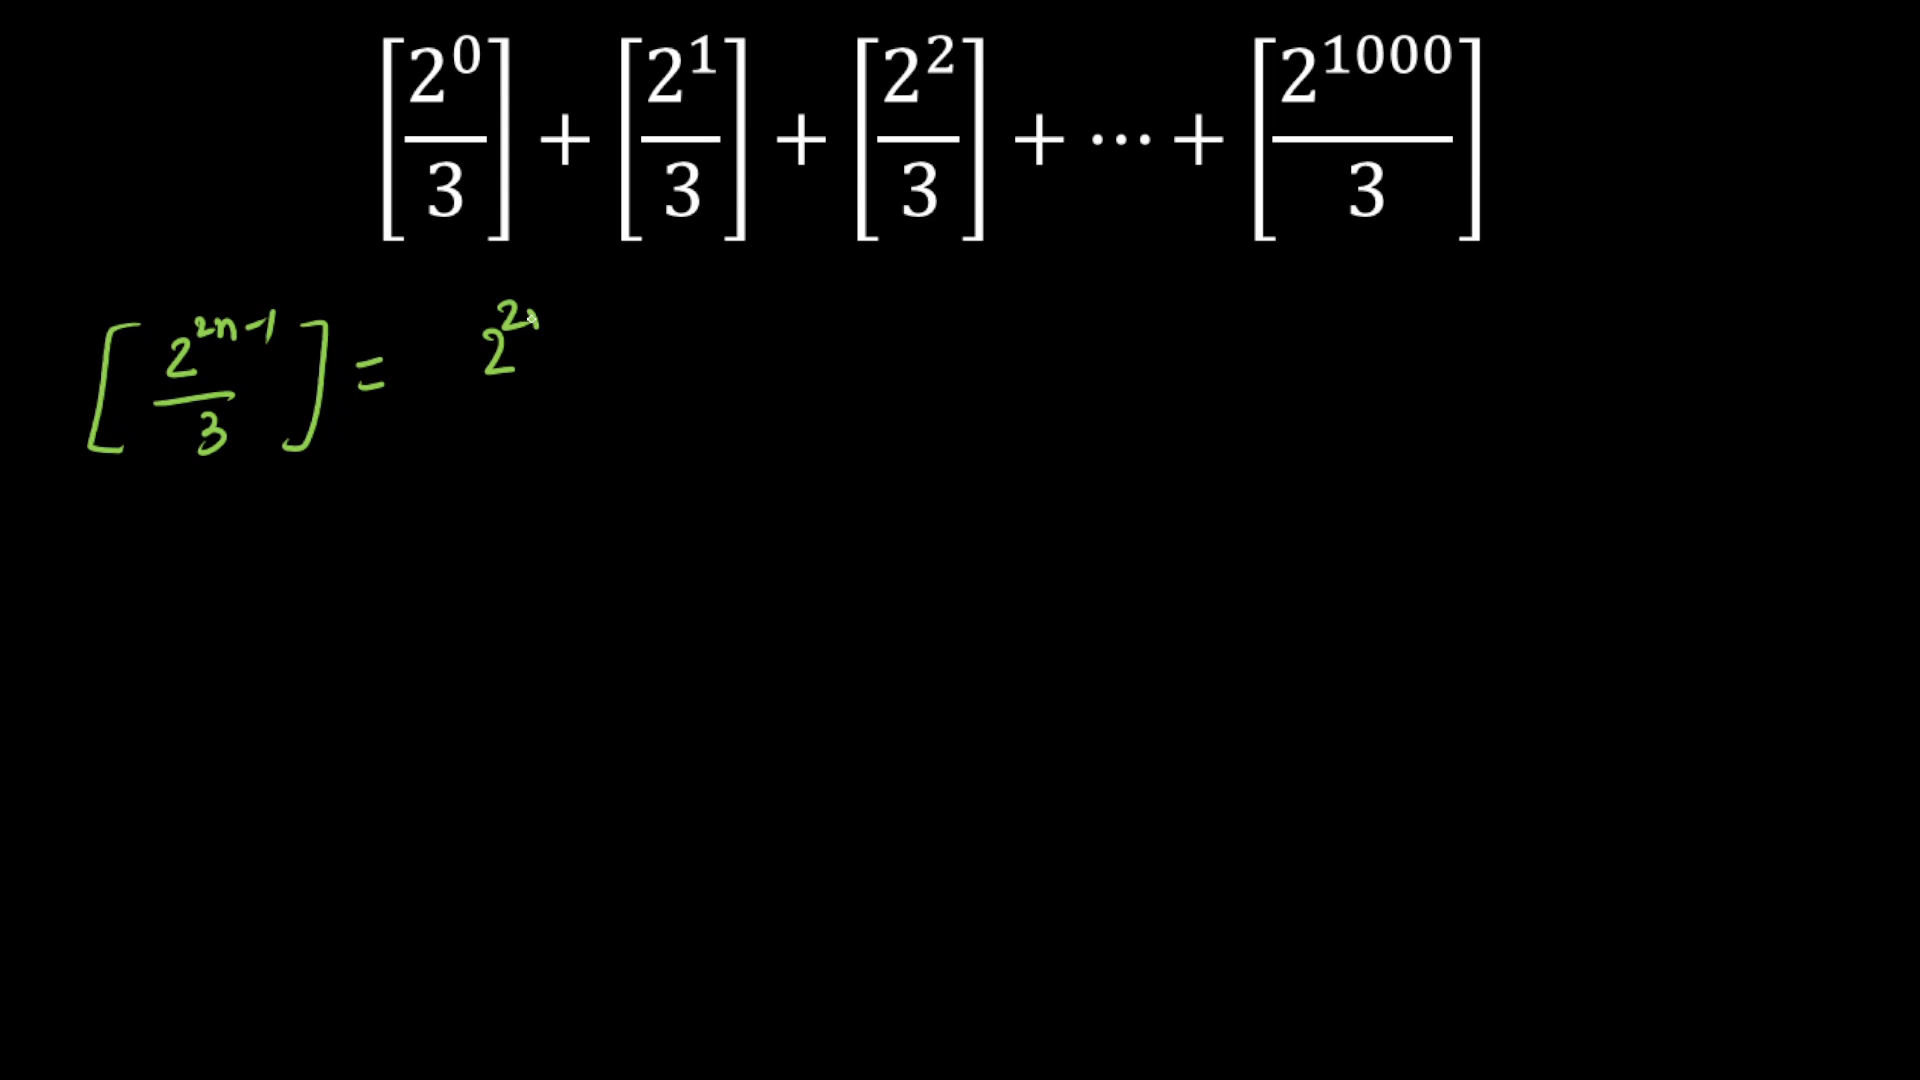 [2^0/3] + [2^1/3] + [2^2/3] + ⋯ + [2^1000/3]
[2^(2n-1)/3] = 2^2